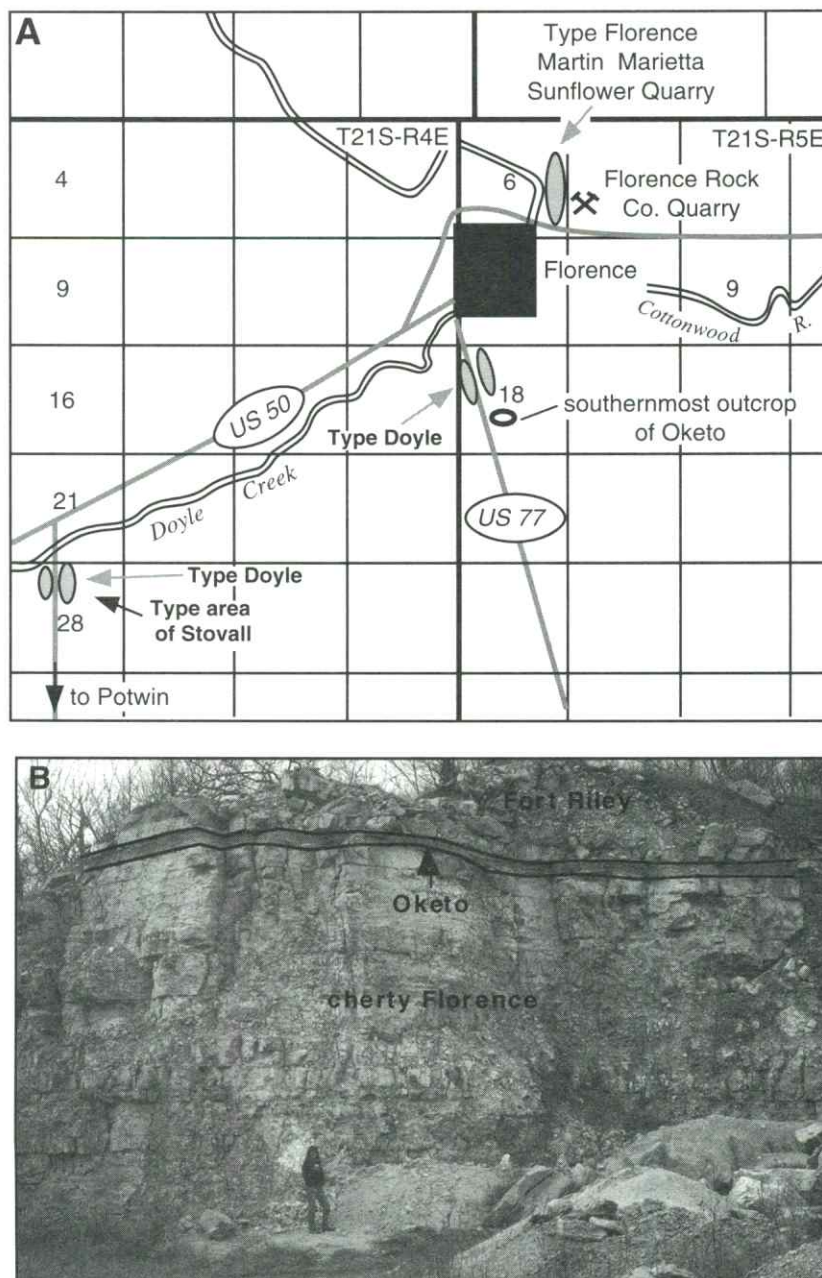 A
Type Florence
Martin Marietta
Sunflower Quarry
T21S-R4E
T21S-R5E
4
6
Florence Rock
Co. Quarry
9
Florence
9
Cottonwood R.
16
US 50
18
Type Doyle
southernmost outcrop
of Oketo
21
Doyle Creek
US 77
Type Doyle
Type area
of Stovall
28
to Potwin
B
Fort Riley
Oketo
cherty Florence